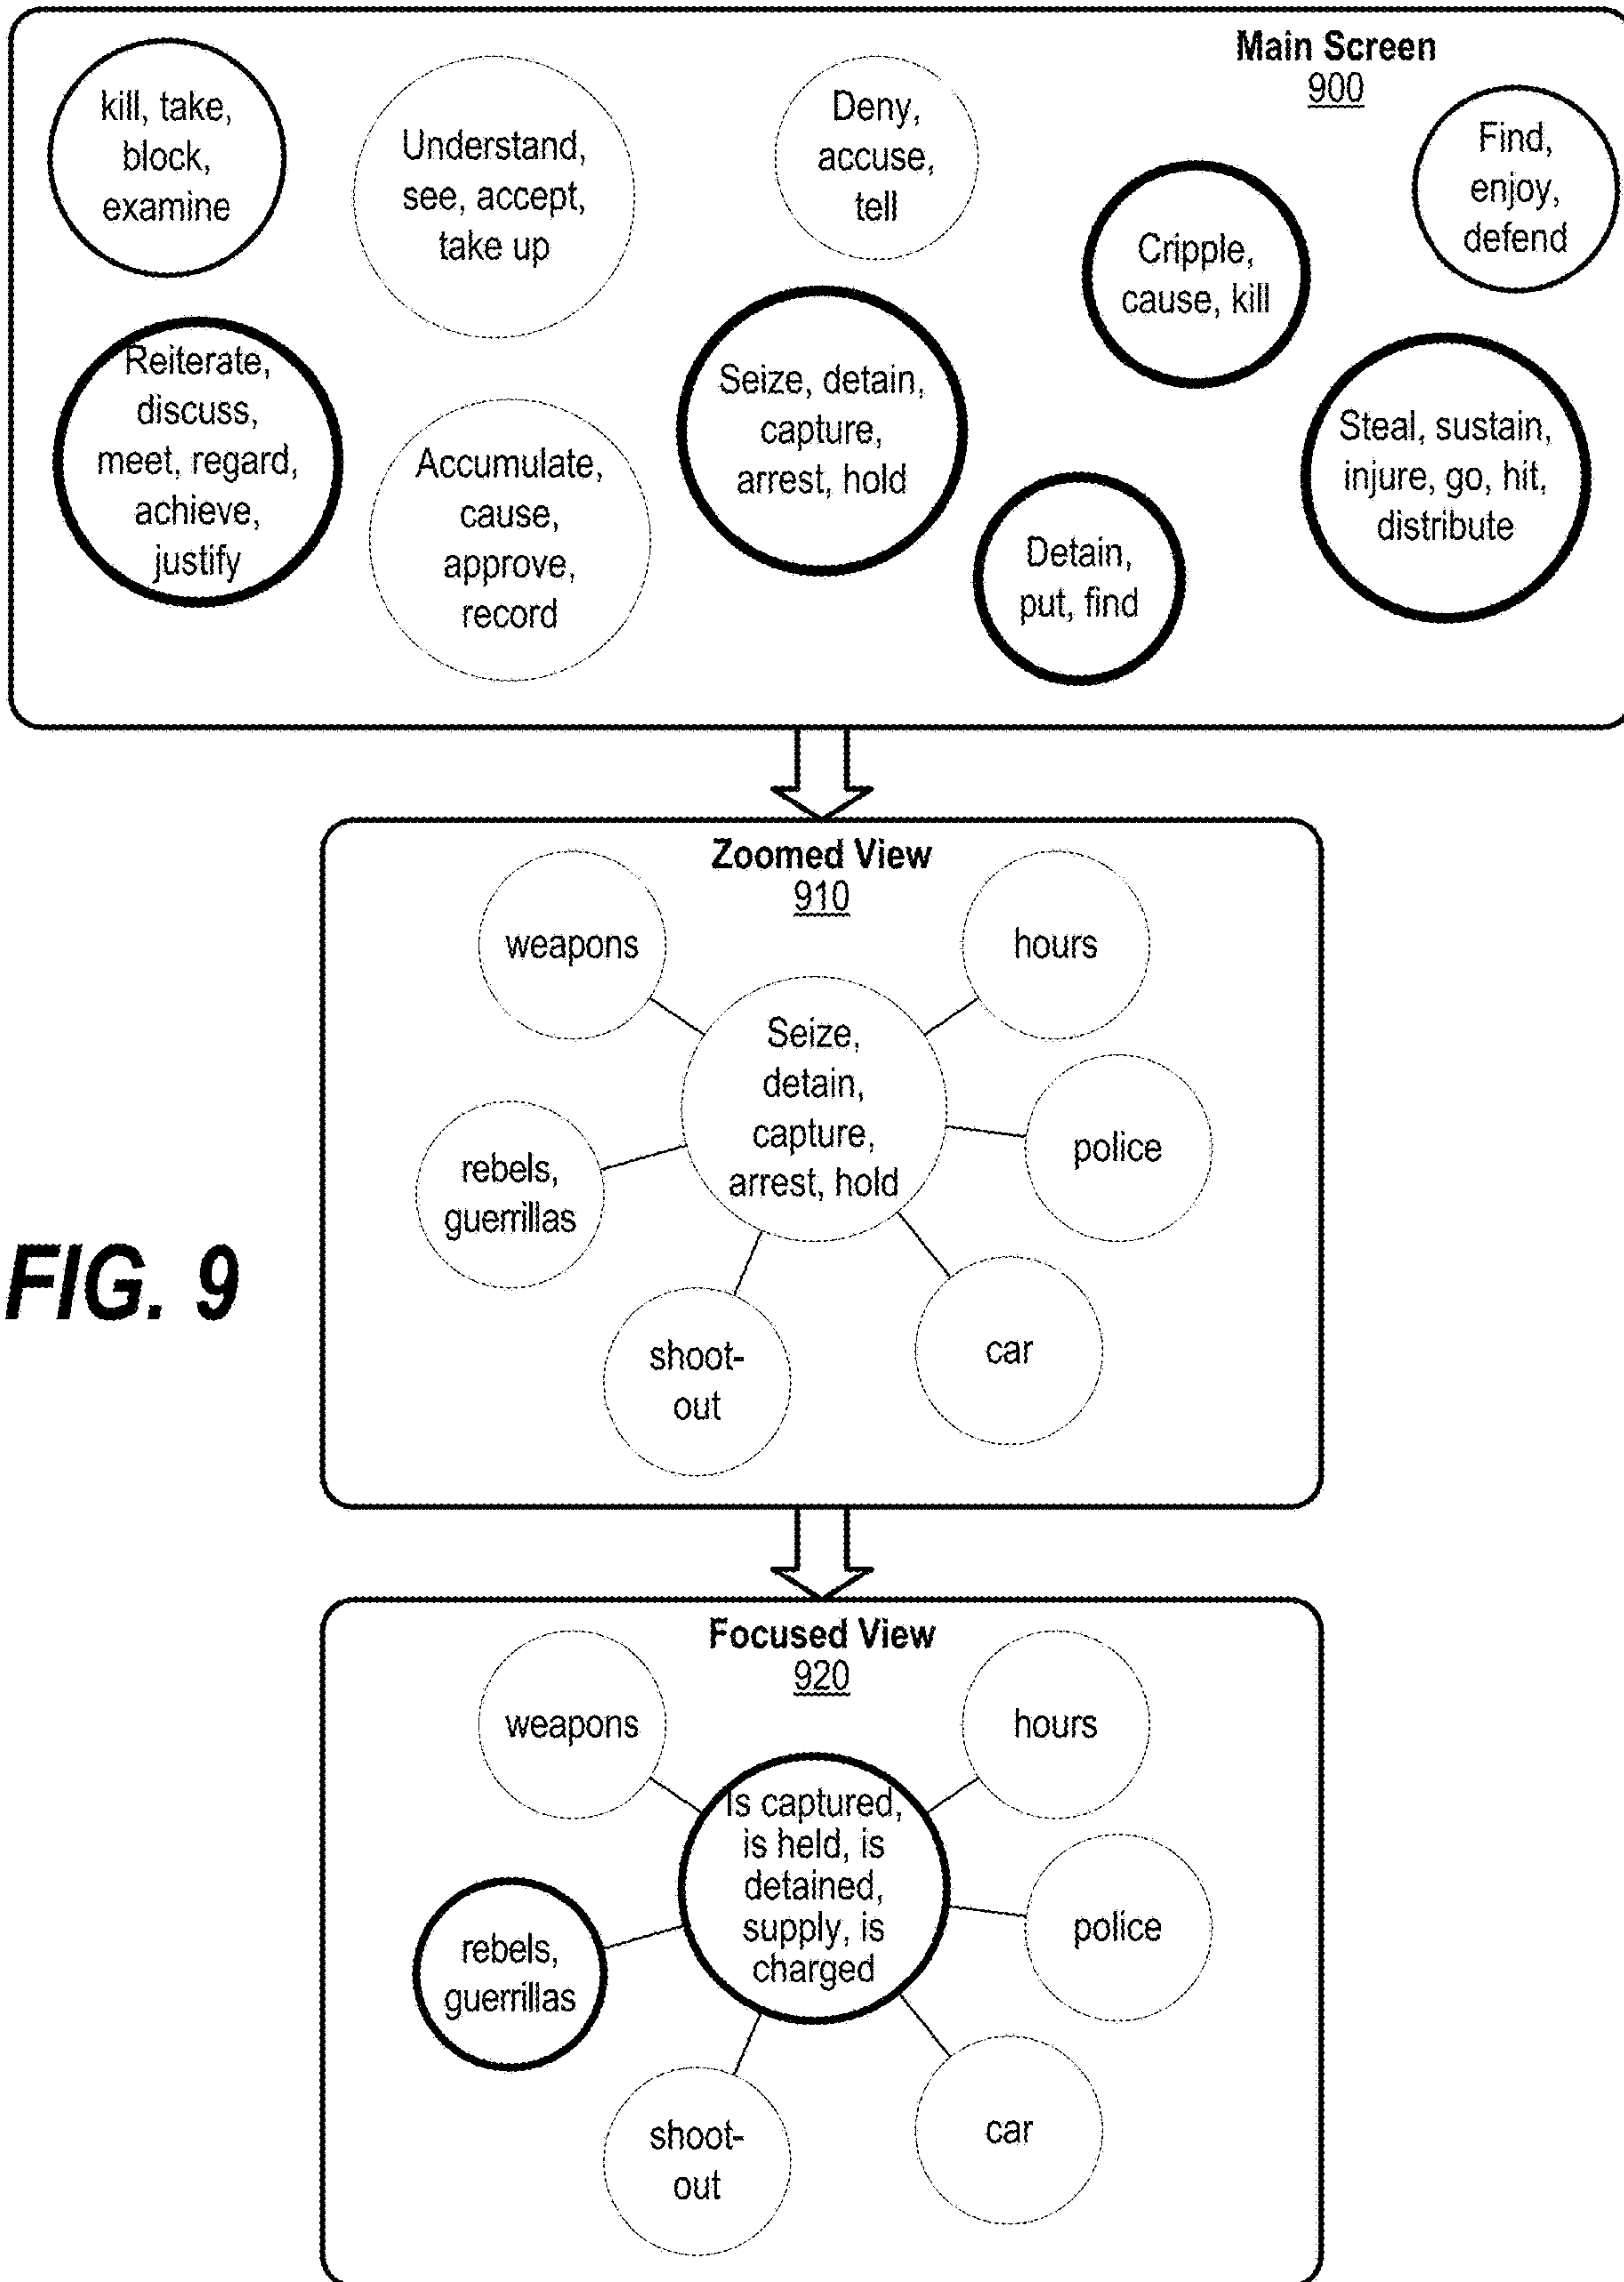 Main Screen
900
kill, take,
block,
examine
Understand,
see, accept,
take up
Deny,
accuse,
tell
Cripple,
cause, kill
Find,
enjoy,
defend
Reiterate,
discuss,
meet, regard,
achieve,
justify
Accumulate,
cause,
approve,
record
Seize, detain,
capture,
arrest, hold
Detain,
put, find
Steal, sustain,
injure, go, hit,
distribute
Zoomed View
910
weapons
hours
Seize,
detain,
capture,
arrest, hold
rebels,
guerrillas
police
shoot-
out
car
FIG. 9
Focused View
920
weapons
hours
Is captured,
is held, is
detained,
supply, is
charged
rebels,
guerrillas
police
shoot-
out
car